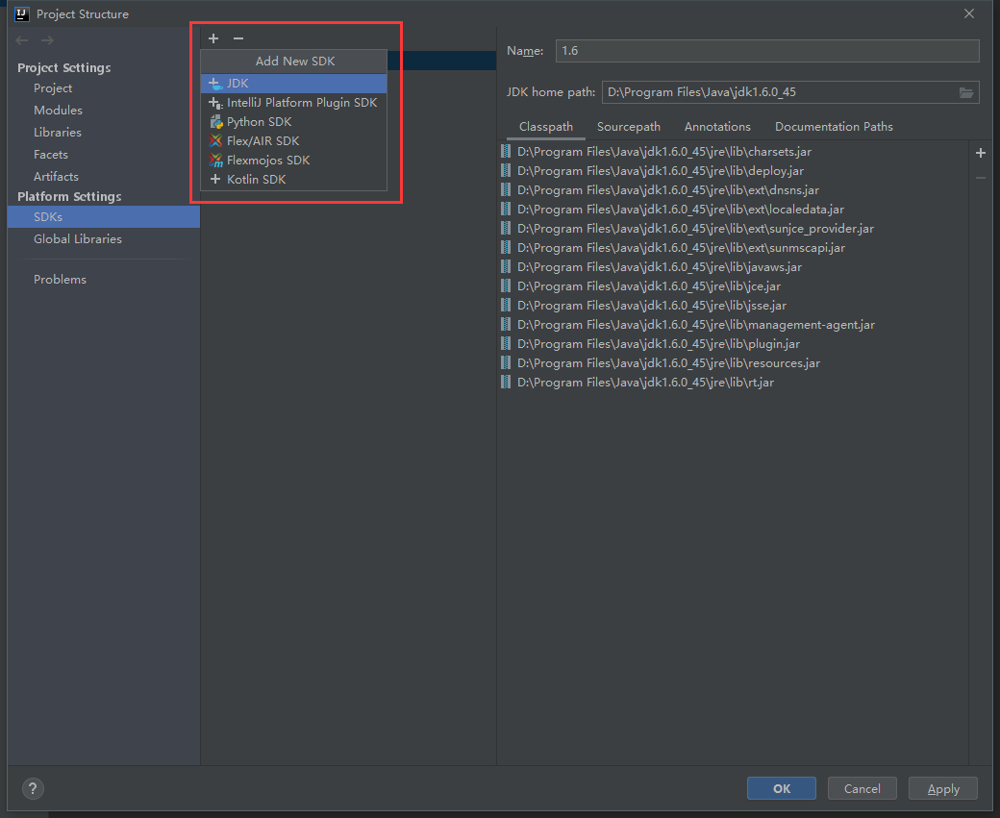 Project Structure
Project Settings
Project
Modules
Libraries
Facets
Artifacts
Platform Settings
SDKs
Global Libraries
Problems
Add New SDK
JDK
IntelliJ Platform Plugin SDK
Python SDK
Flex/AIR SDK
Flexmojos SDK
Kotlin SDK
Name: 1.6
JDK home path: D:\Program Files\Java\jdk1.6.0_45
Classpath Sourcepath Annotations Documentation Paths
D:\Program Files\Java\jdk1.6.0_45\jre\lib\charsets.jar
D:\Program Files\Java\jdk1.6.0_45\jre\lib\deploy.jar
D:\Program Files\Java\jdk1.6.0_45\jre\lib\ext\dnsns.jar
D:\Program Files\Java\jdk1.6.0_45\jre\lib\ext\localedata.jar
D:\Program Files\Java\jdk1.6.0_45\jre\lib\ext\sunjce_provider.jar
D:\Program Files\Java\jdk1.6.0_45\jre\lib\ext\sunmscapi.jar
D:\Program Files\Java\jdk1.6.0_45\jre\lib\javaws.jar
D:\Program Files\Java\jdk1.6.0_45\jre\lib\jce.jar
D:\Program Files\Java\jdk1.6.0_45\jre\lib\jsse.jar
D:\Program Files\Java\jdk1.6.0_45\jre\lib\management-agent.jar
D:\Program Files\Java\jdk1.6.0_45\jre\lib\plugin.jar
D:\Program Files\Java\jdk1.6.0_45\jre\lib\resources.jar
D:\Program Files\Java\jdk1.6.0_45\jre\lib\rt.jar
? OK Cancel Apply